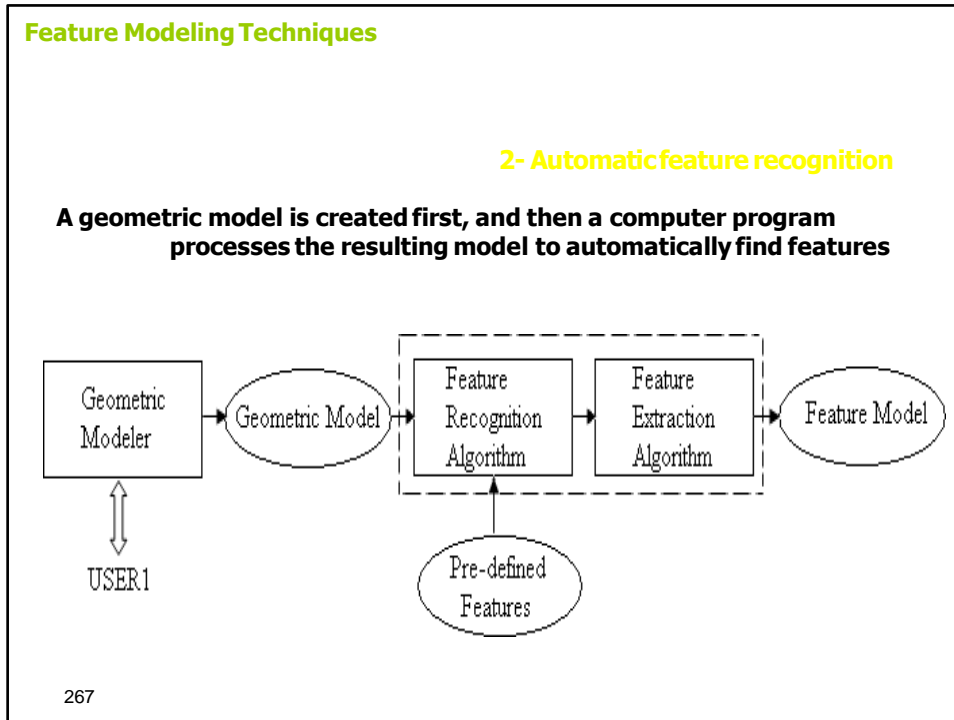 Feature Modeling Techniques
2- Automatic feature recognition
A geometric model is created first, and then a computer program
processes the resulting model to automatically find features
Geometric
Modeler
Geometric Model
Feature
Recognition
Algorithm
Feature
Extraction
Algorithm
Feature Model
USER1
Pre-defined
Features
267